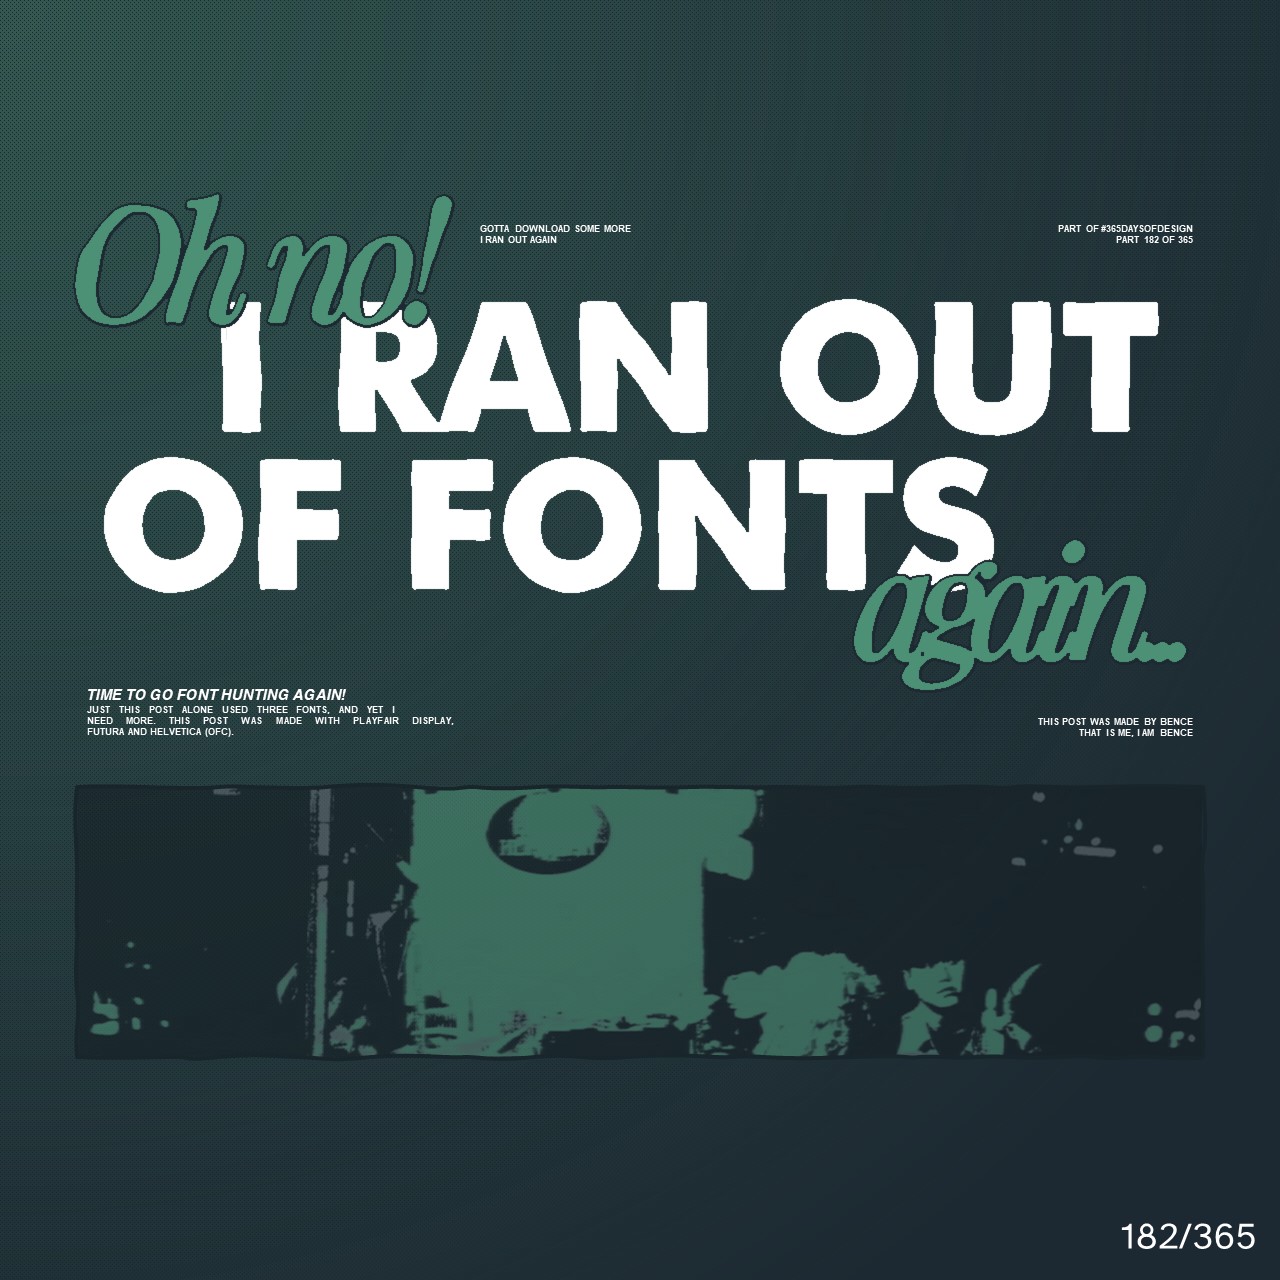 Oh no!
GOTTA DOWNLOAD SOME MORE
I RAN OUT AGAIN
PART OF #365DAYSOFDESIGN
PART 182 OF 365
I RAN OUT
OF FONTS
again...
TIME TO GO FONT HUNTING AGAIN!
JUST THIS POST ALONE USED THREE FONTS, AND YET I
NEED MORE. THIS POST WAS MADE WITH PLAYFAIR DISPLAY,
FUTURA AND HELVETICA (OFC).
THIS POST WAS MADE BY BENCE
THAT IS ME, I AM BENCE
182/365